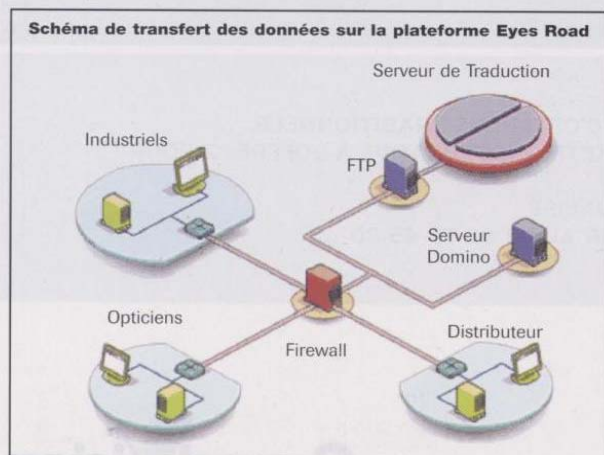 Schéma de transfert des données sur la plateforme Eyes Road
Serveur de Traduction
Industriels
FTP
Serveur
Domino
Opticiens
Distributeur
Firewall